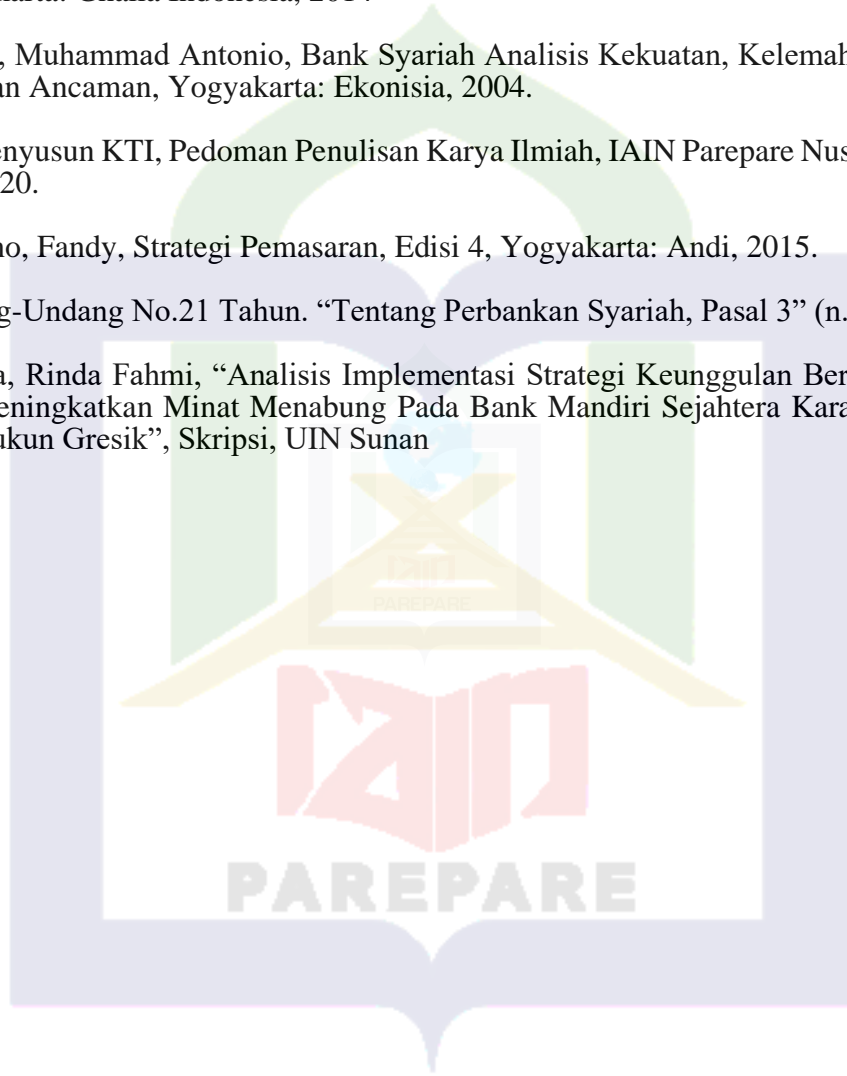 , Muhammad Antonio, Bank Syariah Analisis Kekuatan, Kelemah
an Ancaman, Yogyakarta: Ekonisia, 2004.
enyusun KTI, Pedoman Penulisan Karya Ilmiah, IAIN Parepare Nus
20.
no, Fandy, Strategi Pemasaran, Edisi 4, Yogyakarta: Andi, 2015.
g-Undang No.21 Tahun. “Tentang Perbankan Syariah, Pasal 3” (n.
a, Rinda Fahmi, “Analisis Implementasi Strategi Keunggulan Ber
eningkatkan Minat Menabung Pada Bank Mandiri Sejahtera Kara
ukun Gresik”, Skripsi, UIN Sunan
iain
PAREPARE
iain
PAREPARE